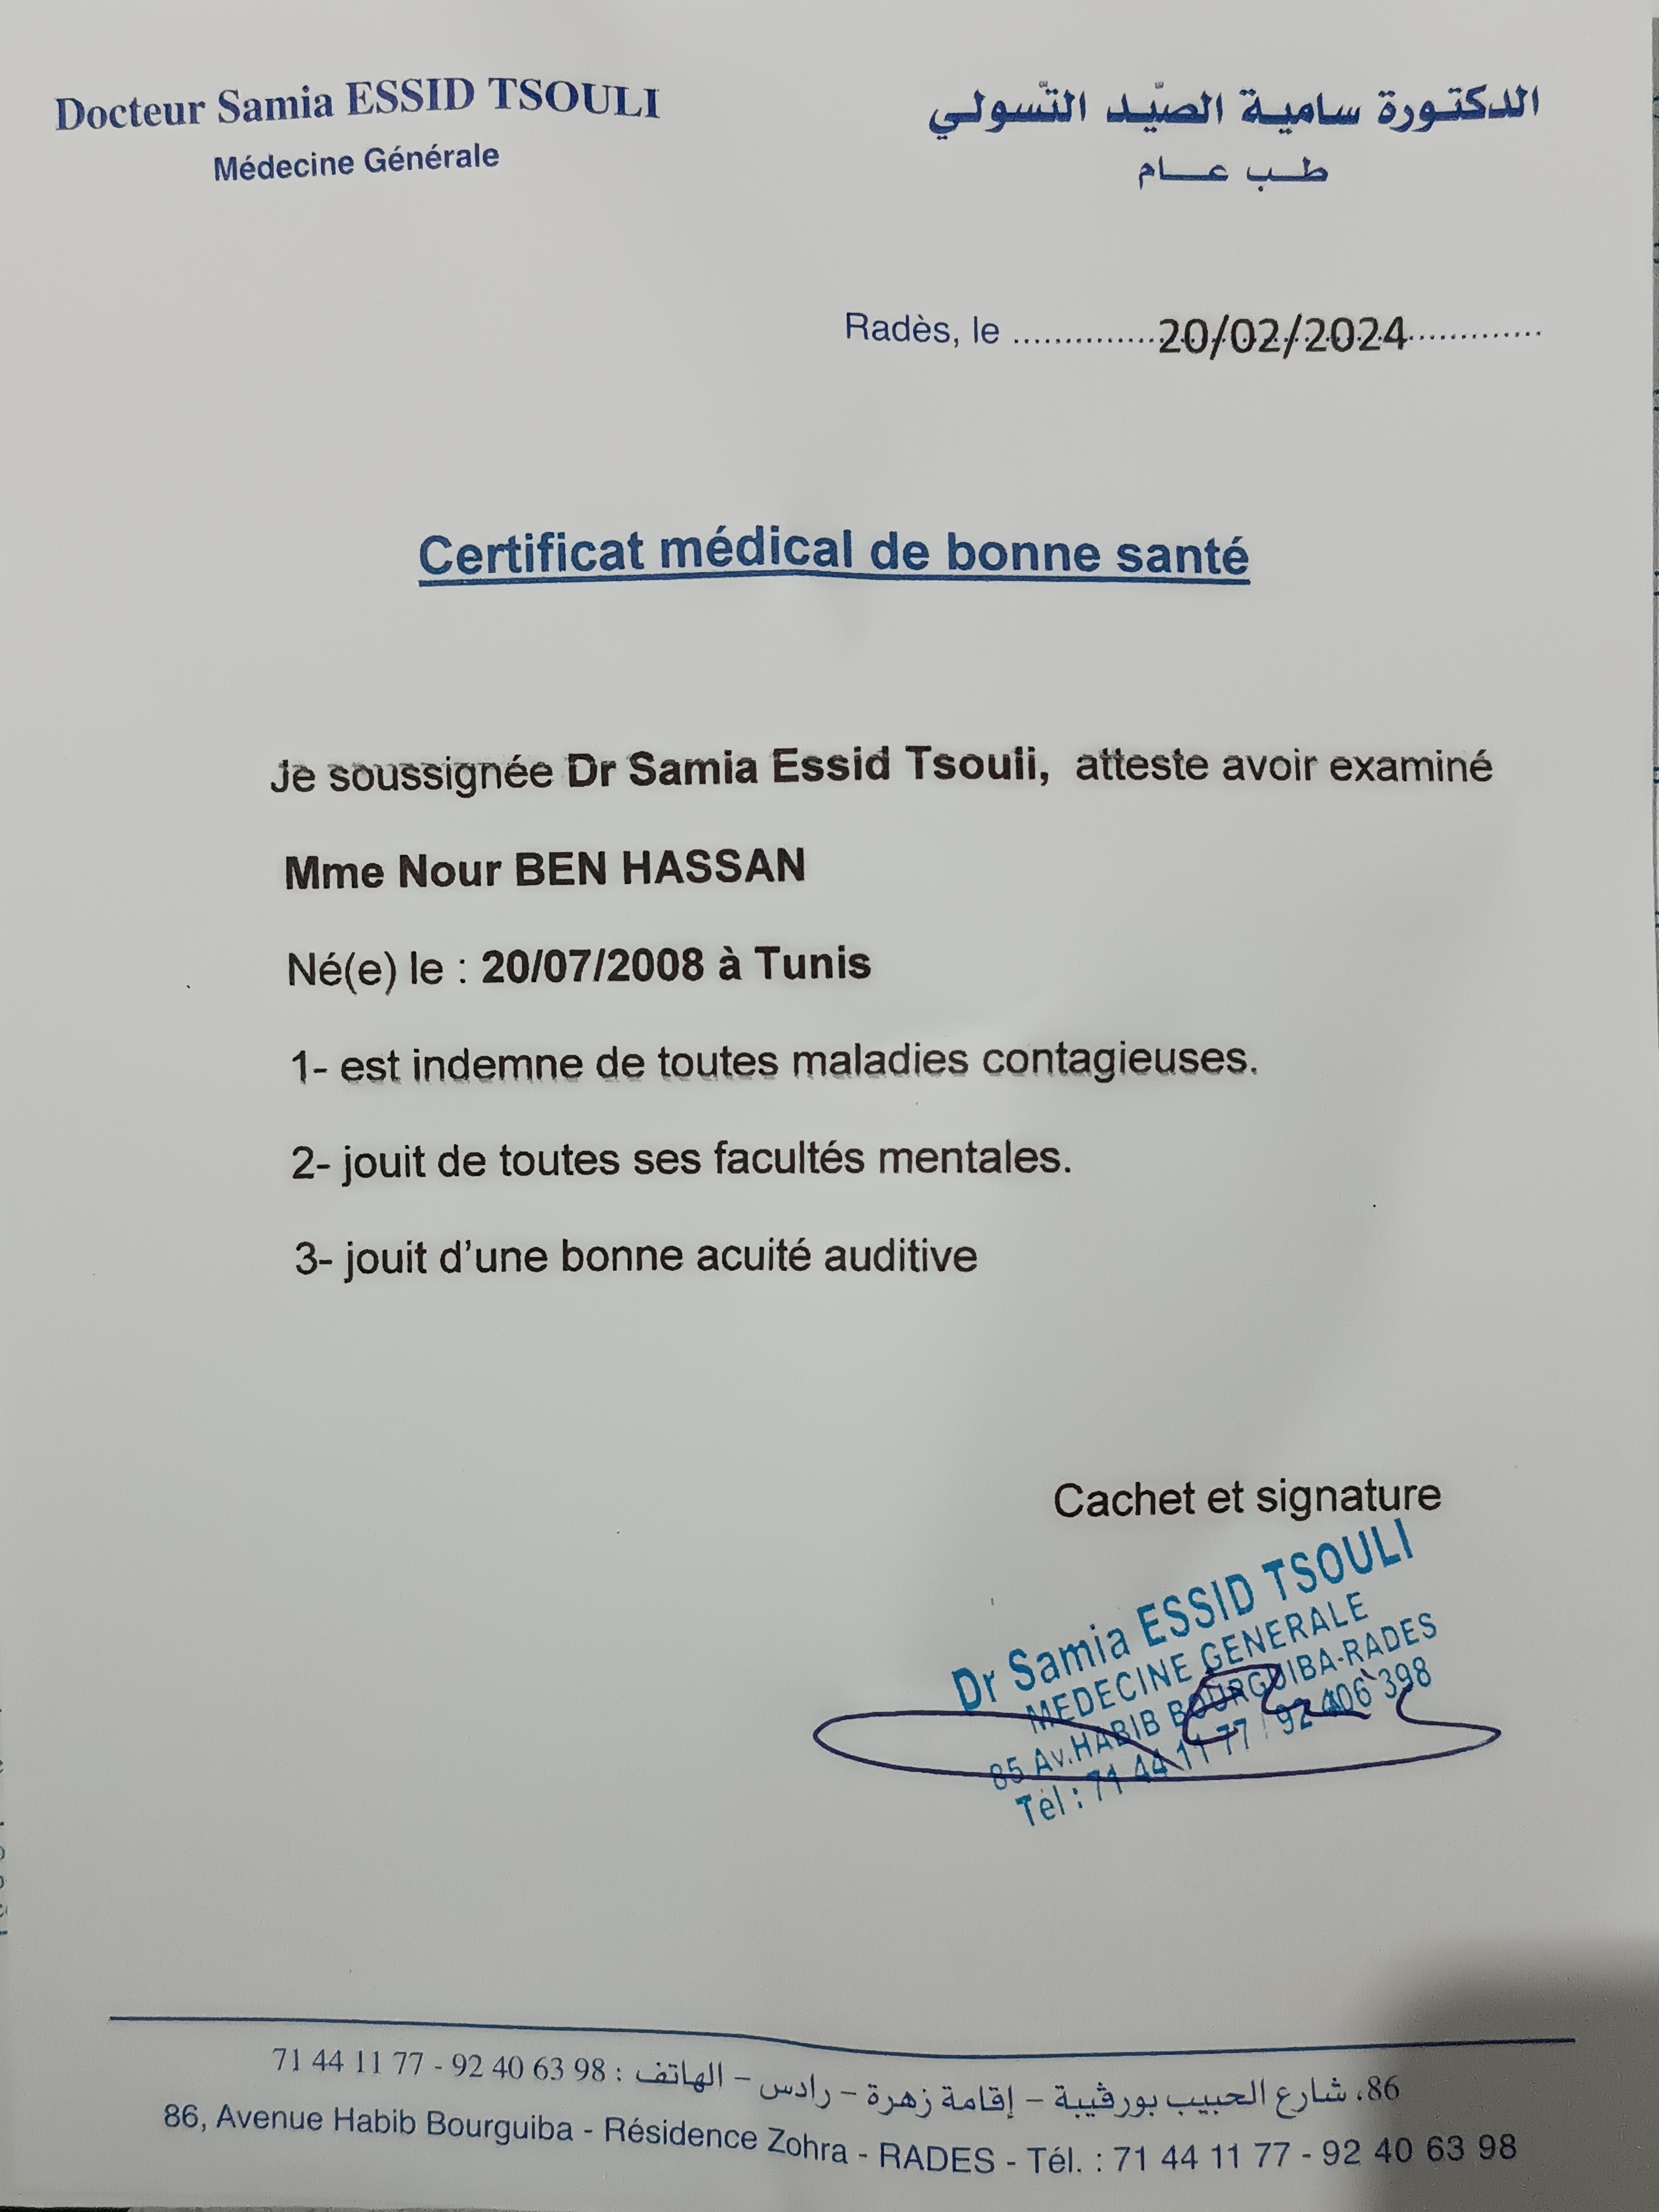 Docteur Samia ESSID TSOULI
Médecine Générale
الدكتورة سامية الصّيد التّسولي
طب عام
Radès, le 20/02/2024
Certificat médical de bonne santé
Je soussignée Dr Samia Essid Tsouli, atteste avoir examiné
Mme Nour BEN HASSAN
Né(e) le : 20/07/2008 à Tunis
1- est indemne de toutes maladies contagieuses.
2- jouit de toutes ses facultés mentales.
3- jouit d'une bonne acuité auditive
Cachet et signature
Dr Samia ESSID TSOULI
MEDECINE GENERALE
85 Av.HABIB BOURGUIBA-RADES
Tél : 71 44 11 77 / 92 406 398
86، شارع الحبيب بورڨيبة – إقامة زهرة – رادس – الهاتف : 98 63 40 92 - 77 11 44 71
86, Avenue Habib Bourguiba - Résidence Zohra - RADES - Tél. : 71 44 11 77 - 92 40 63 98